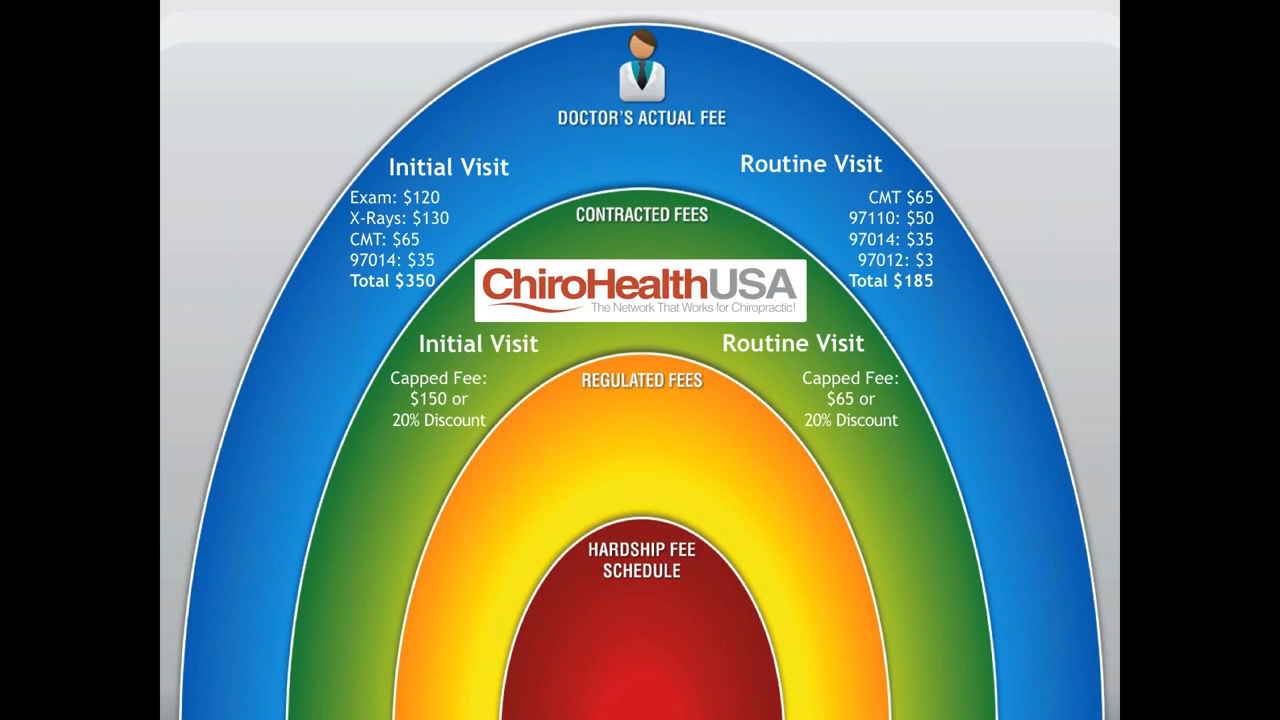 DOCTOR'S ACTUAL FEE
Initial Visit
Exam: $120
X-Rays: $130
CMT: $65
97014: $35
Total $350
Routine Visit
CMT $65
97110: $50
97014: $35
97012: $3
Total $185
CONTRACTED FEES
ChiroHealthUSA
The Network That Works for Chiropractic!
Initial Visit
Capped Fee:
$150 or
20% Discount
Routine Visit
Capped Fee:
$65 or
20% Discount
REGULATED FEES
HARDSHIP FEE
SCHEDULE